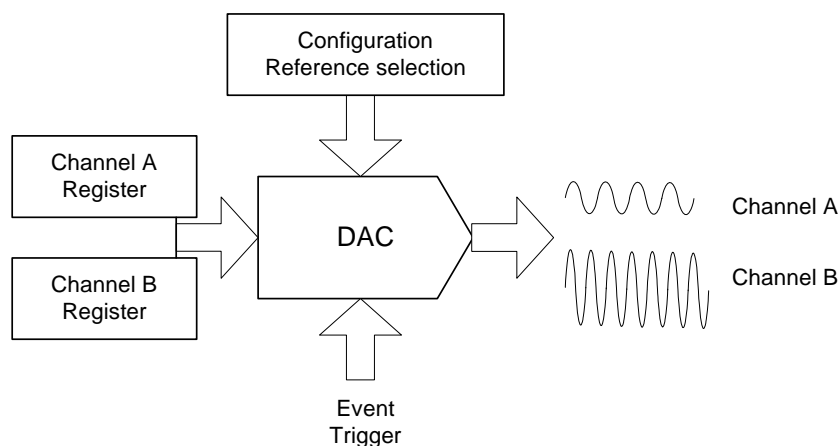 Configuration
Reference selection
Channel A
Register
Channel B
Register
DAC
Channel A
Channel B
Event
Trigger